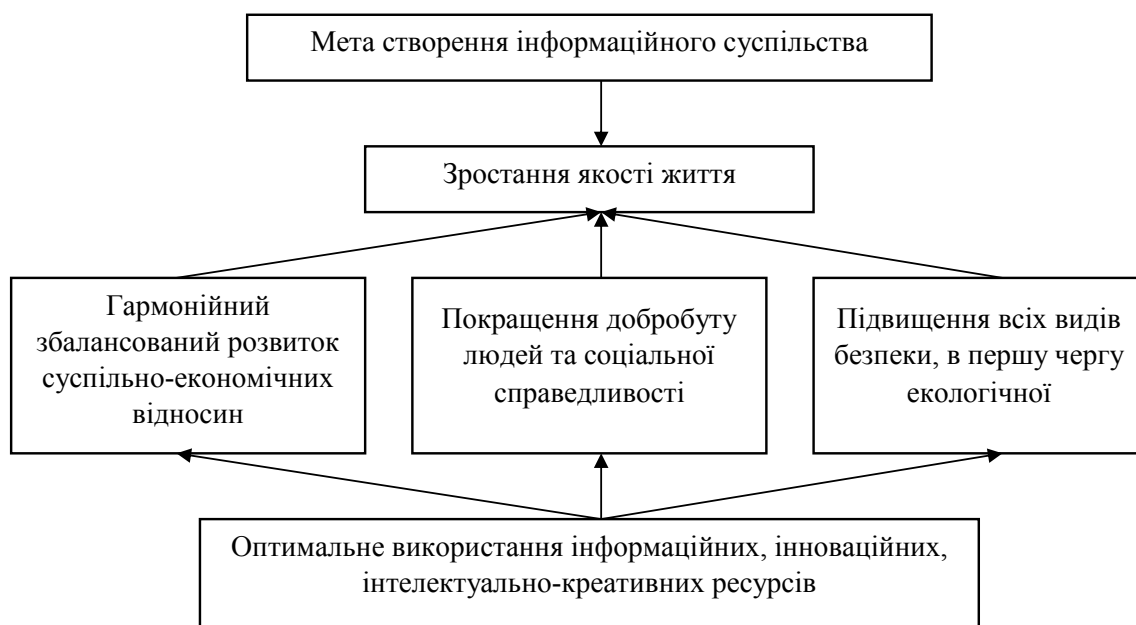 Мета створення інформаційного суспільства
Зростання якості життя
Гармонійний
збалансований розвиток
суспільно-економічних
відносин
Покращення добробуту
людей та соціальної
справедливості
Підвищення всіх видів
безпеки, в першу чергу
екологічної
Оптимальне використання інформаційних, інноваційних,
інтелектуально-креативних ресурсів